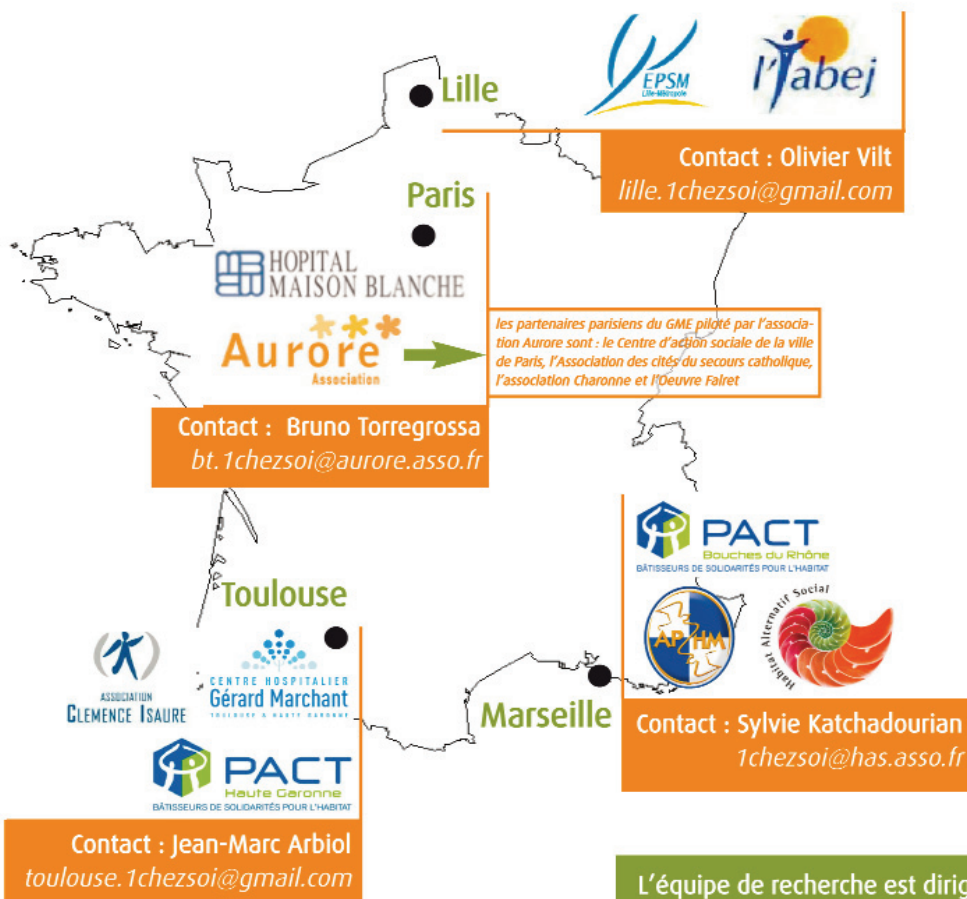 Lille
EPSM
Lille-Métropole
l'îabej
Contact : Olivier Vilt
lille.1chezsoi@gmail.com
Paris
HOPITAL
MAISON BLANCHE
Aurore
Association
les partenaires parisiens du GME piloté par l'associa-
tion Aurore sont : le Centre d'action sociale de la ville
de Paris, l'Association des cités du secours catholique,
l'association Charonne et l'Oeuvre Falret
Contact : Bruno Torregrossa
bt.1chezsoi@aurore.asso.fr
PACT
Bouches du Rhône
BÂTISSEURS DE SOLIDARITÉS POUR L'HABITAT
AP HM
Habitat Alternatif Social
Marseille
Contact : Sylvie Katchadourian
1chezsoi@has.asso.fr
Toulouse
ASSOCIATION
CLEMENCE ISAURE
CENTRE HOSPITALIER
Gérard Marchant
TOULOUSE & HAUTE GARONNE
PACT
Haute Garonne
BÂTISSEURS DE SOLIDARITÉS POUR L'HABITAT
Contact : Jean-Marc Arbiol
toulouse.1chezsoi@gmail.com
L'équipe de recherche est dirig